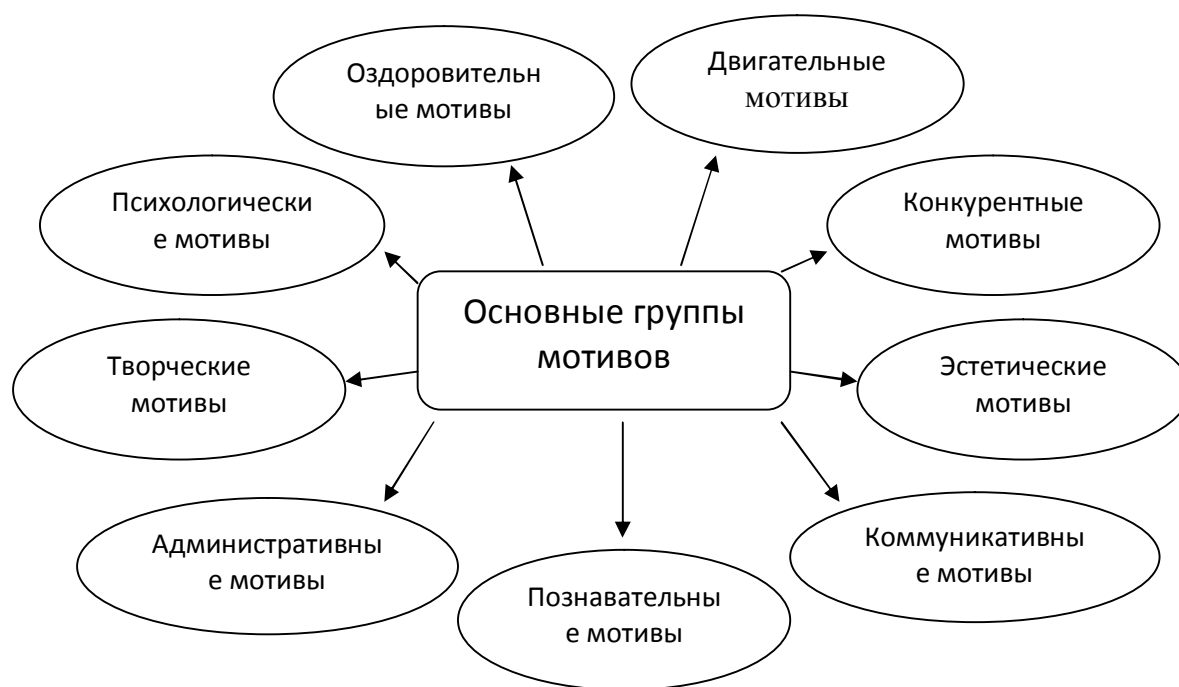 Оздоровительн
ые мотивы
Двигательные
мотивы
Психологически
е мотивы
Конкурентные
мотивы
Основные группы
мотивов
Творческие
мотивы
Эстетические
мотивы
Административны
е мотивы
Коммуникативны
е мотивы
Познавательны
е мотивы